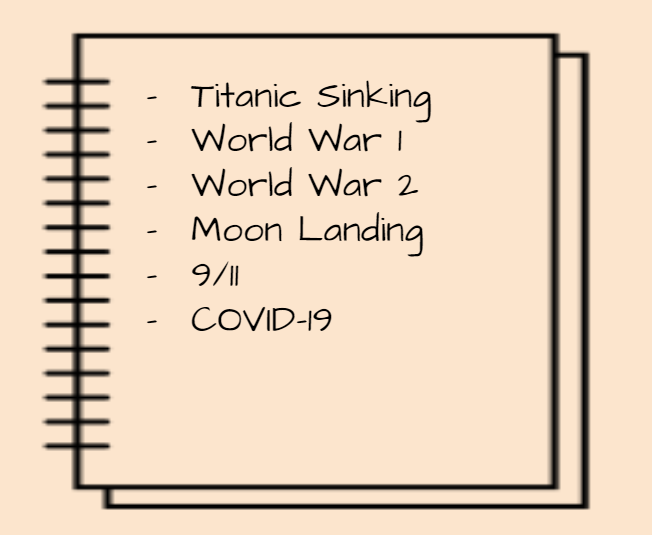 - Titanic Sinking
- World War 1
- World War 2
- Moon Landing
- 9/11
- COVID-19